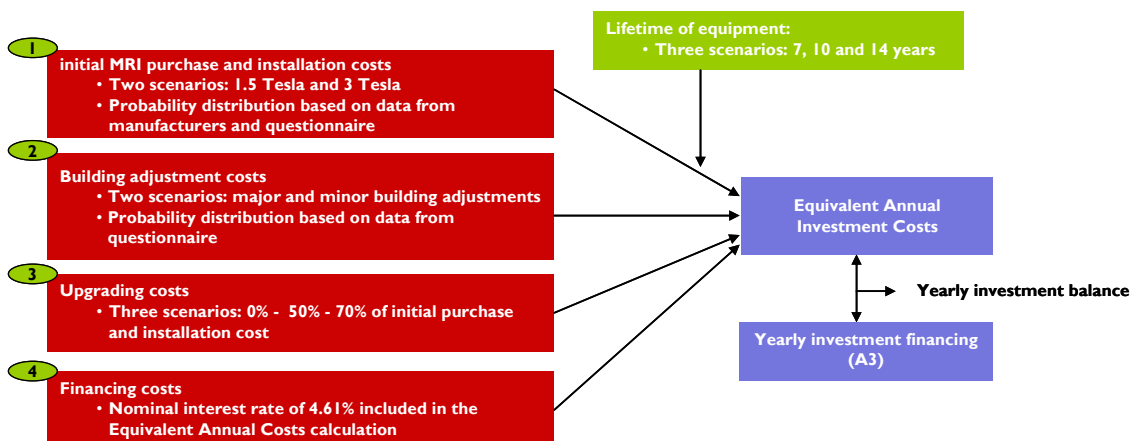 Lifetime of equipment:
• Three scenarios: 7, 10 and 14 years
1
initial MRI purchase and installation costs
• Two scenarios: 1.5 Tesla and 3 Tesla
• Probability distribution based on data from
manufacturers and questionnaire
2
Building adjustment costs
• Two scenarios: major and minor building adjustments
• Probability distribution based on data from
questionnaire
3
Upgrading costs
• Three scenarios: 0% - 50% - 70% of initial purchase
and installation cost
4
Financing costs
• Nominal interest rate of 4.61% included in the
Equivalent Annual Costs calculation
Equivalent Annual
Investment Costs
Yearly investment balance
Yearly investment financing
(A3)